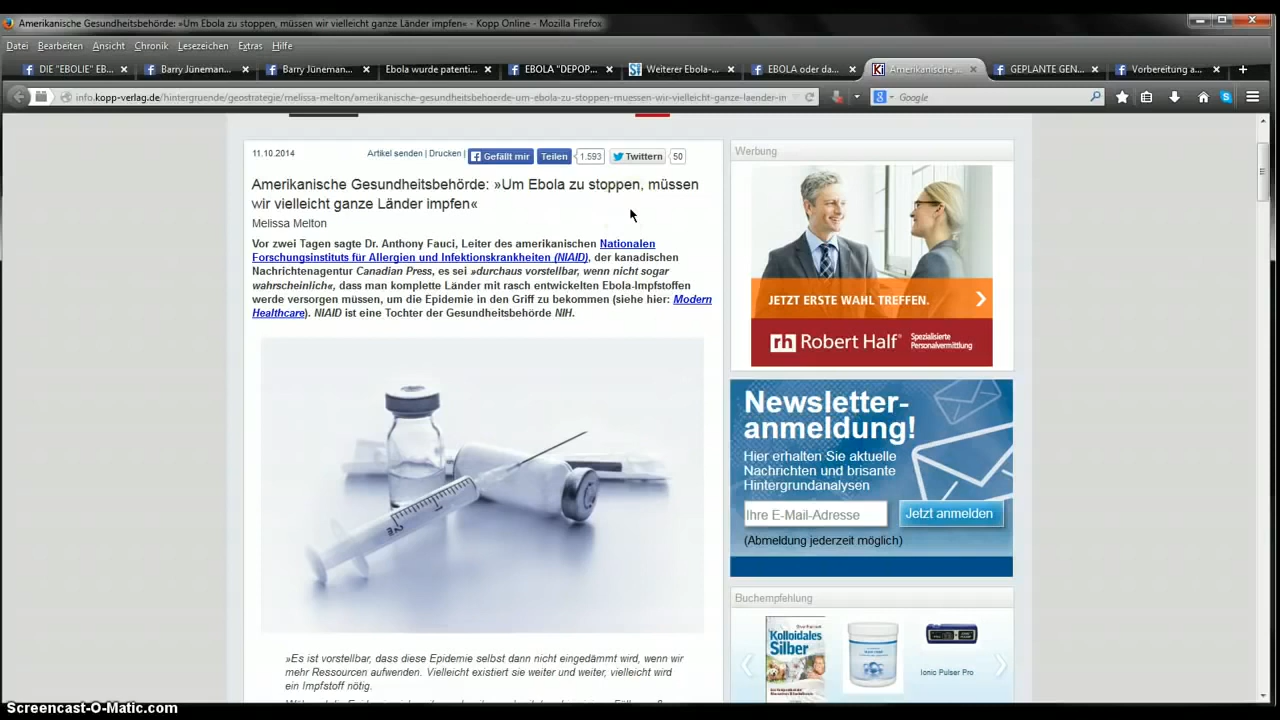 Amerikanische Gesundheitsbehörde: »Um Ebola zu stoppen, müssen wir vielleicht ganze Länder impfen« - Kopp Online - Mozilla Firefox
Datei Bearbeiten Ansicht Chronik Lesezeichen Extras Hilfe
DIE "EBOLIE" EB... Barry Jüneman... Barry Jüneman... Ebola wurde patenti... EBOLA "DEPOP... Weiterer Ebola-... EBOLA oder da... Amerikanische ... GEPLANTE GEN... Vorbereitung a...
info.kopp-verlag.de/hintergruende/geostrategie/melissa-melton/amerikanische-gesundheitsbehoerde-um-ebola-zu-stoppen-muessen-wir-vielleicht-ganze-laender-in
Google
11.10.2014 Artikel senden | Drucken | Gefällt mir Teilen 1.593 Twittern 50
Amerikanische Gesundheitsbehörde: »Um Ebola zu stoppen, müssen
wir vielleicht ganze Länder impfen«
Melissa Melton
Vor zwei Tagen sagte Dr. Anthony Fauci, Leiter des amerikanischen Nationalen
Forschungsinstituts für Allergien und Infektionskrankheiten (NIAID), der kanadischen
Nachrichtenagentur Canadian Press, es sei »durchaus vorstellbar, wenn nicht sogar
wahrscheinlich«, dass man komplette Länder mit rasch entwickelten Ebola-Impfstoffen
werde versorgen müssen, um die Epidemie in den Griff zu bekommen (siehe hier: Modern
Healthcare). NIAID ist eine Tochter der Gesundheitsbehörde NIH.
»Es ist vorstellbar, dass diese Epidemie selbst dann nicht eingedämmt wird, wenn wir
mehr Ressourcen aufwenden. Vielleicht existiert sie weiter und weiter, vielleicht wird
ein Impfstoff nötig.
Werbung
JETZT ERSTE WAHL TREFFEN.
rh Robert Half® Spezialisierte
Personalvermittlung
Newsletter-
anmeldung!
Hier erhalten Sie aktuelle
Nachrichten und brisante
Hintergrundanalysen
Ihre E-Mail-Adresse Jetzt anmelden
(Abmeldung jederzeit möglich)
Buchempfehlung
Kolloidales
Silber
Ionic Pulser Pro
Screencast-O-Matic.com